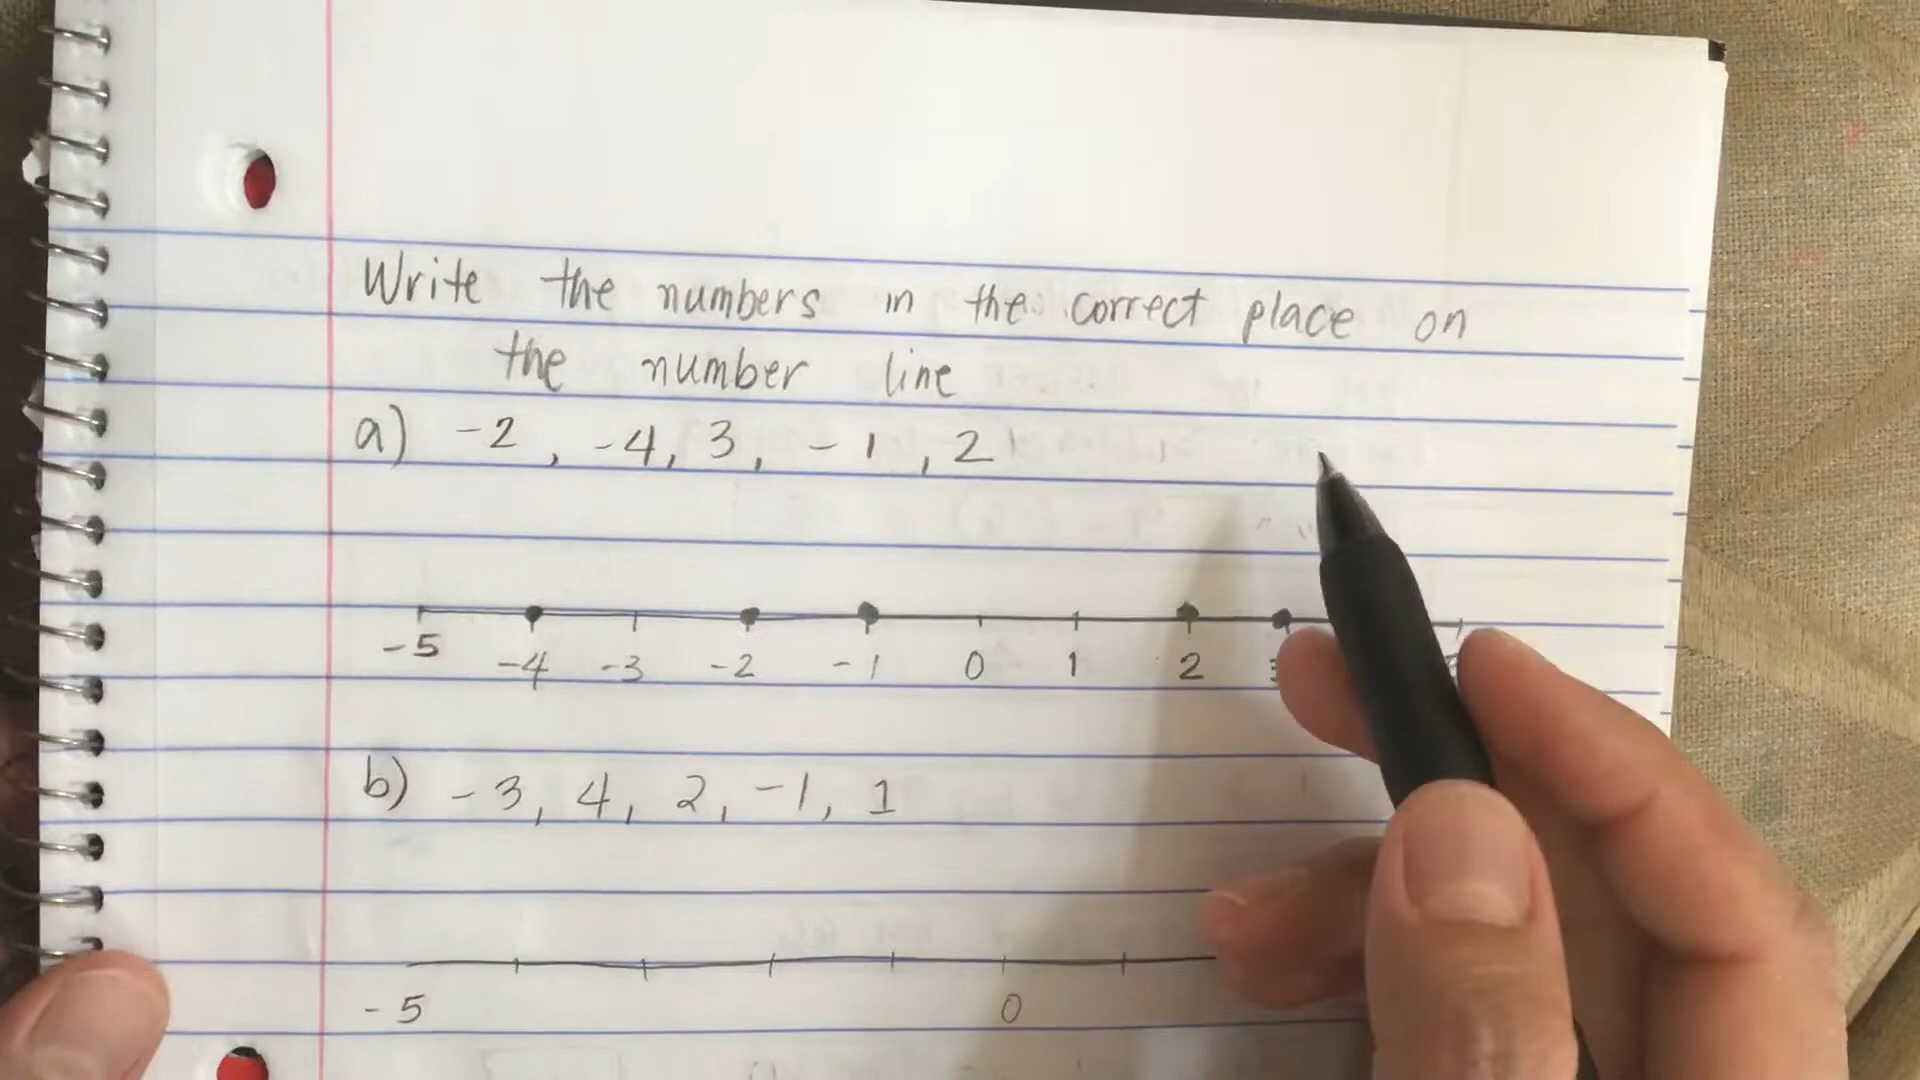 Write the numbers in the correct place on
the number line
a) -2, -4, 3, -1, 2
-5 -4 -3 -2 -1 0 1 2
b) -3, 4, 2, -1, 1
-5 0